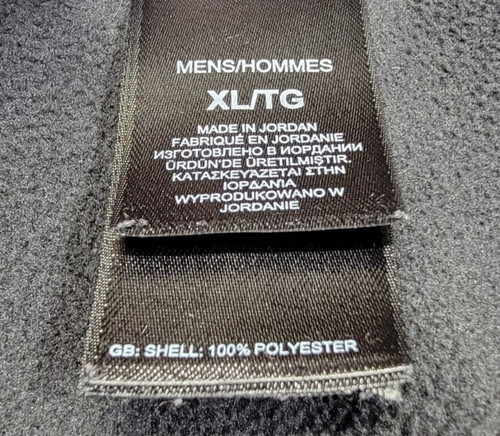 MENS/HOMMES
XL/TG
MADE IN JORDAN
FABRIQUÉ EN JORDANIE
ИЗГОТОВЛЕНО В ИОРДАНИИ
ÜRDÜN'DE ÜRETILMIŞTIR.
ΚΑΤΑΣΚΕΥΑΖΕΤΑΙ ΣΤΗΝ
ΙΟΡΔΑΝΙΑ
WYPRODUKOWANO W
JORDANIE
GB: SHELL: 100% POLYESTER